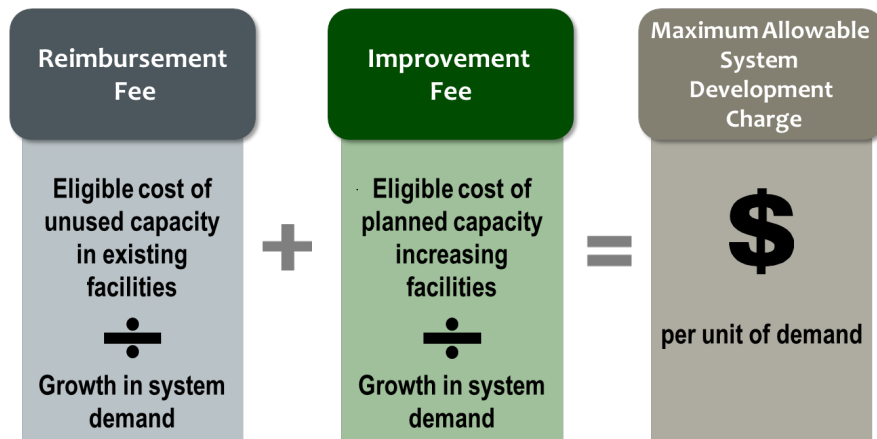 Reimbursement
Fee
Eligible cost of
unused capacity
in existing
facilities
÷
Growth in system
demand
+
Improvement
Fee
Eligible cost of
planned capacity
increasing
facilities
÷
Growth in system
demand
=
Maximum Allowable
System
Development
Charge
$
per unit of demand